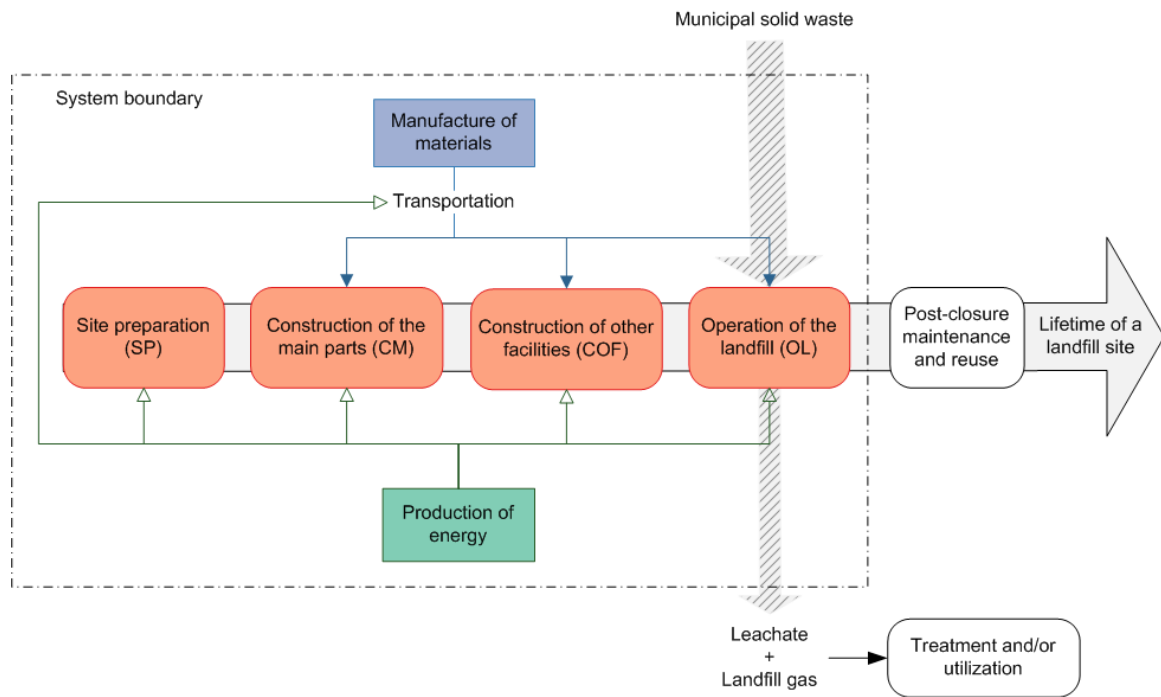 Municipal solid waste
System boundary
Manufacture of
materials
Transportation
Site preparation
(SP)
Construction of the
main parts (CM)
Construction of other
facilities (COF)
Operation of the
landfill (OL)
Post-closure
maintenance
and reuse
Lifetime of a
landfill site
Production of
energy
Leachate
+
Landfill gas
Treatment and/or
utilization